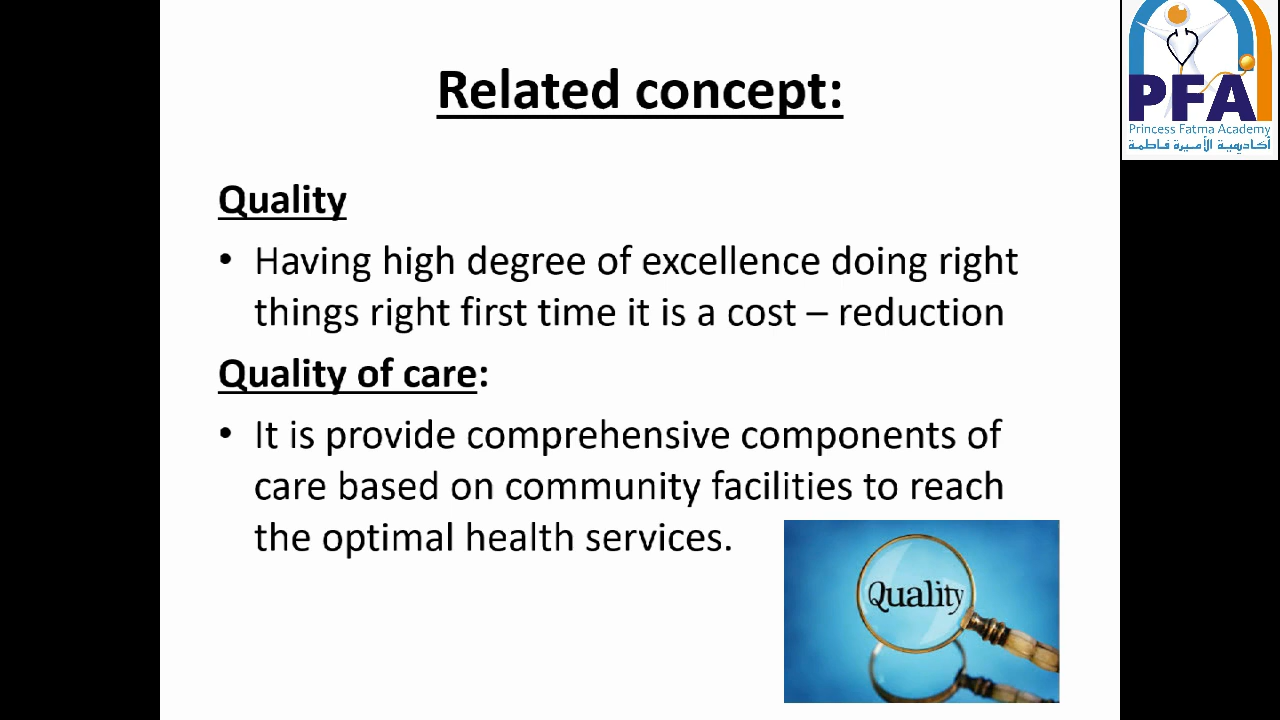 Related concept:
PFA
Princess Fatma Academy
أكاديمية الأميرة فاطمة
Quality
• Having high degree of excellence doing right
things right first time it is a cost – reduction
Quality of care:
• It is provide comprehensive components of
care based on community facilities to reach
the optimal health services.
Quality